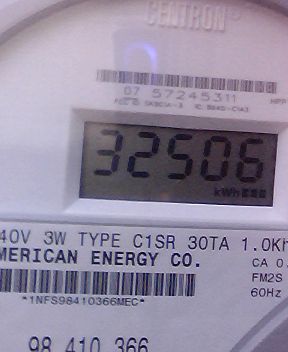 CENTRON®
07 57245311
32506
kWh
40V 3W TYPE C1SR 30TA 1.0Kh
CA 0.
MERICAN ENERGY CO.
FM2S
60Hz
*1NFS98410366MEC*
98 410 366